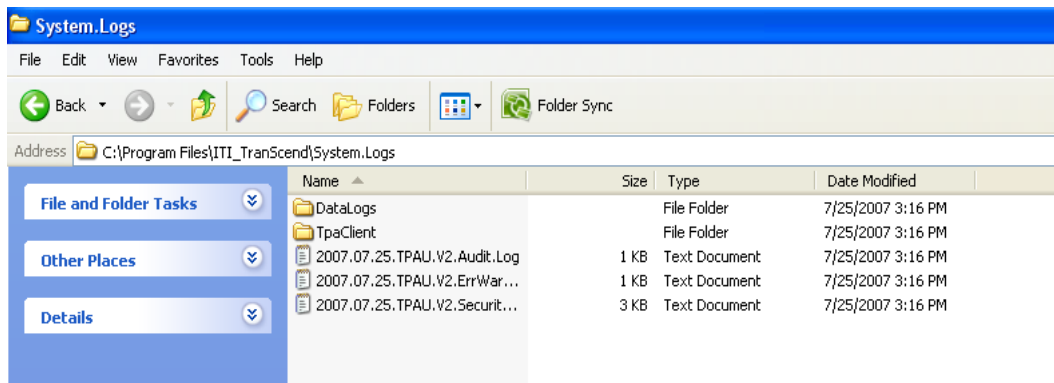 System.Logs
File Edit View Favorites Tools Help
Back Search Folders Folder Sync
Address C:\Program Files\ITI_TranScend\System.Logs
Name Size Type Date Modified
File and Folder Tasks
Other Places
Details
DataLogs File Folder 7/25/2007 3:16 PM
TpaClient File Folder 7/25/2007 3:16 PM
2007.07.25.TPAU.V2.Audit.Log 1 KB Text Document 7/25/2007 3:16 PM
2007.07.25.TPAU.V2.ErrWar... 1 KB Text Document 7/25/2007 3:16 PM
2007.07.25.TPAU.V2.Securit... 3 KB Text Document 7/25/2007 3:16 PM